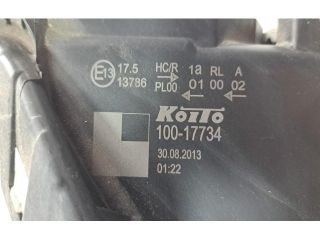 E13 17.5 HC/R 1a RL A
13786 PL00 01 00 02
KOITO
100-17734
30.08.2013
01:22